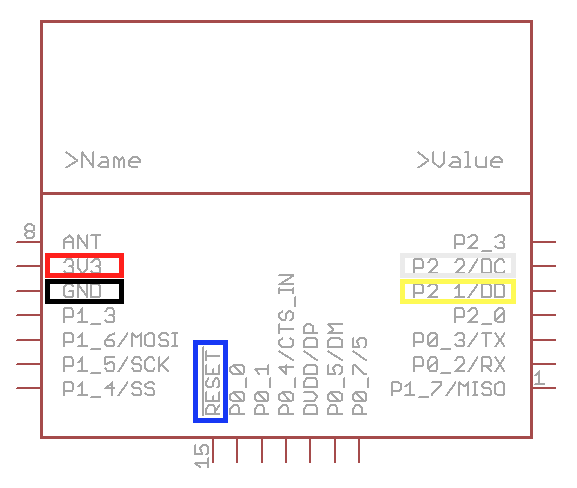 >Name
>Value
8
ANT
3V3
GND
P1_3
P1_6/MOSI
P1_5/SCK
P1_4/SS
RESET
P0_0
P0_1
P0_4/CTS_IN
DVDD/DP
P0_5/DM
P0_7/5
P2_3
P2_2/DC
P2_1/DD
P2_0
P0_3/TX
P0_2/RX
P1_7/MISO
1
15